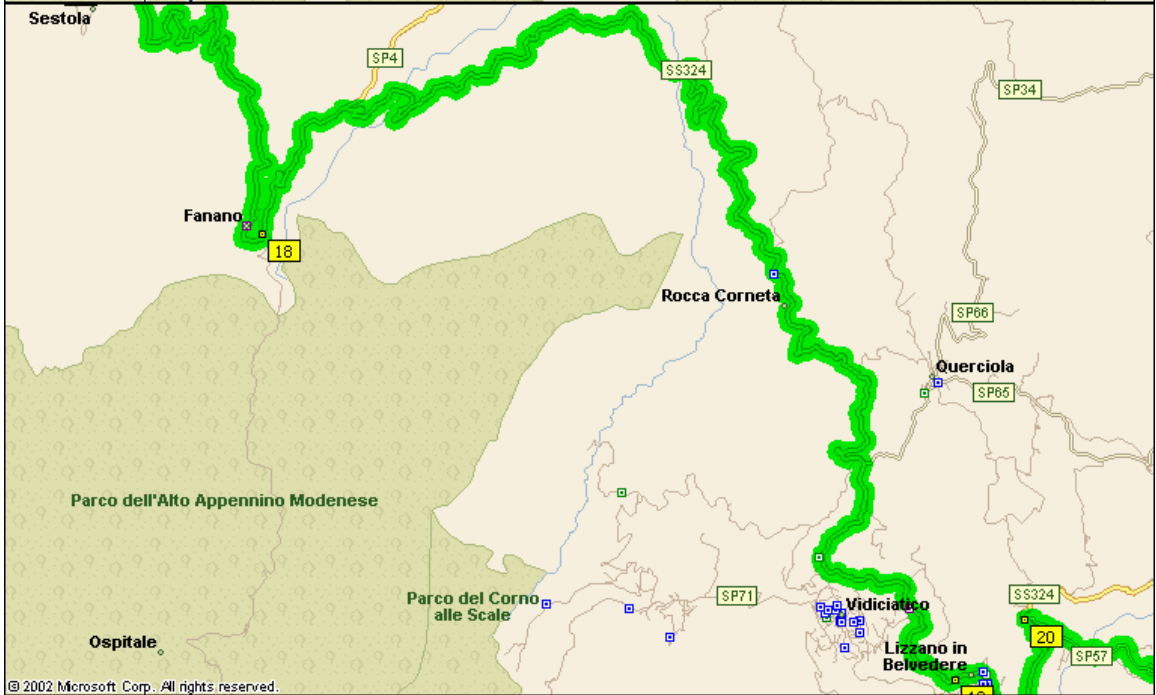 Sestola
SP4
SS324
SP34
Fanano
18
Rocca Corneta
SP66
Querciola
SP65
Parco dell'Alto Appennino Modenese
Parco del Corno
alle Scale
SP71
Vidiciatico
SS324
20
Ospitale
Lizzano in
Belvedere
SP57
© 2002 Microsoft Corp. All rights reserved.